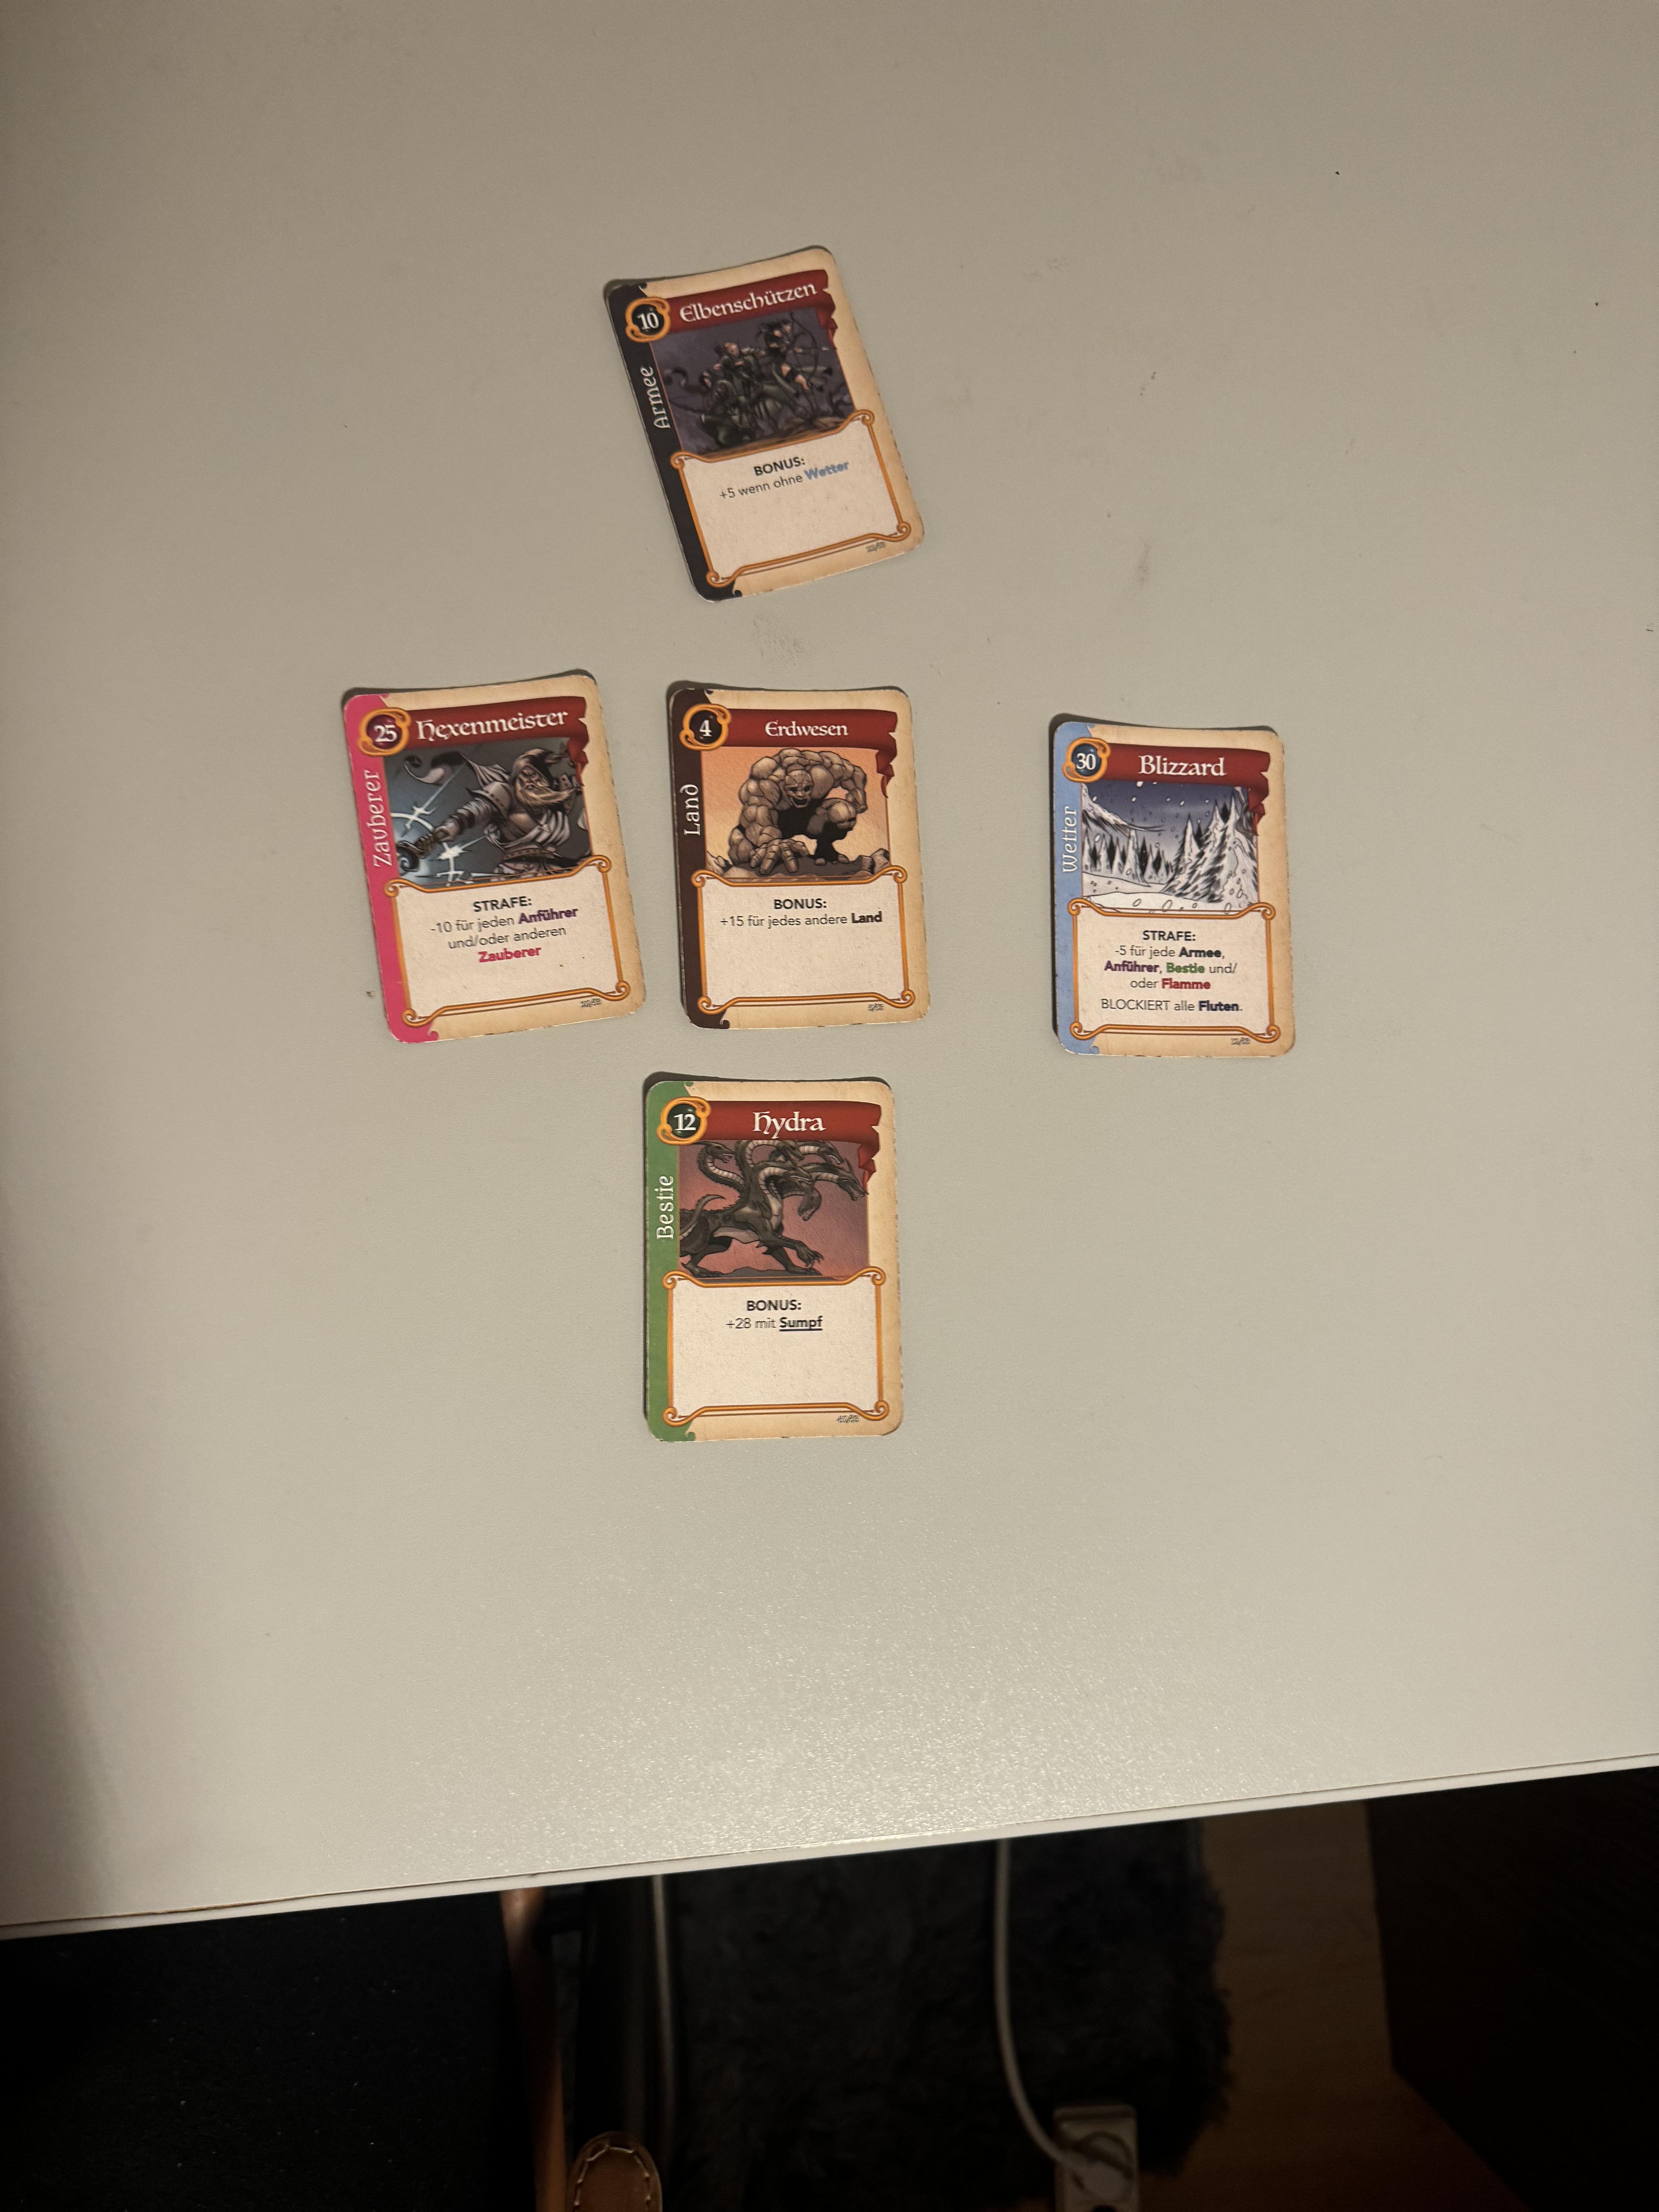 10
Elbenschützen
Armee
BONUS:
+5 wenn ohne Wetter
25
Hexenmeister
Zauberer
STRAFE:
-10 für jeden Anführer
und/oder anderen
Zauberer
4
Erdwesen
Land
BONUS:
+15 für jedes andere Land
30
Blizzard
Wetter
STRAFE:
-5 für jede Armee,
Anführer, Bestie und/
oder Flamme
BLOCKIERT alle Fluten.
12
Hydra
Bestie
BONUS:
+28 mit Sumpf